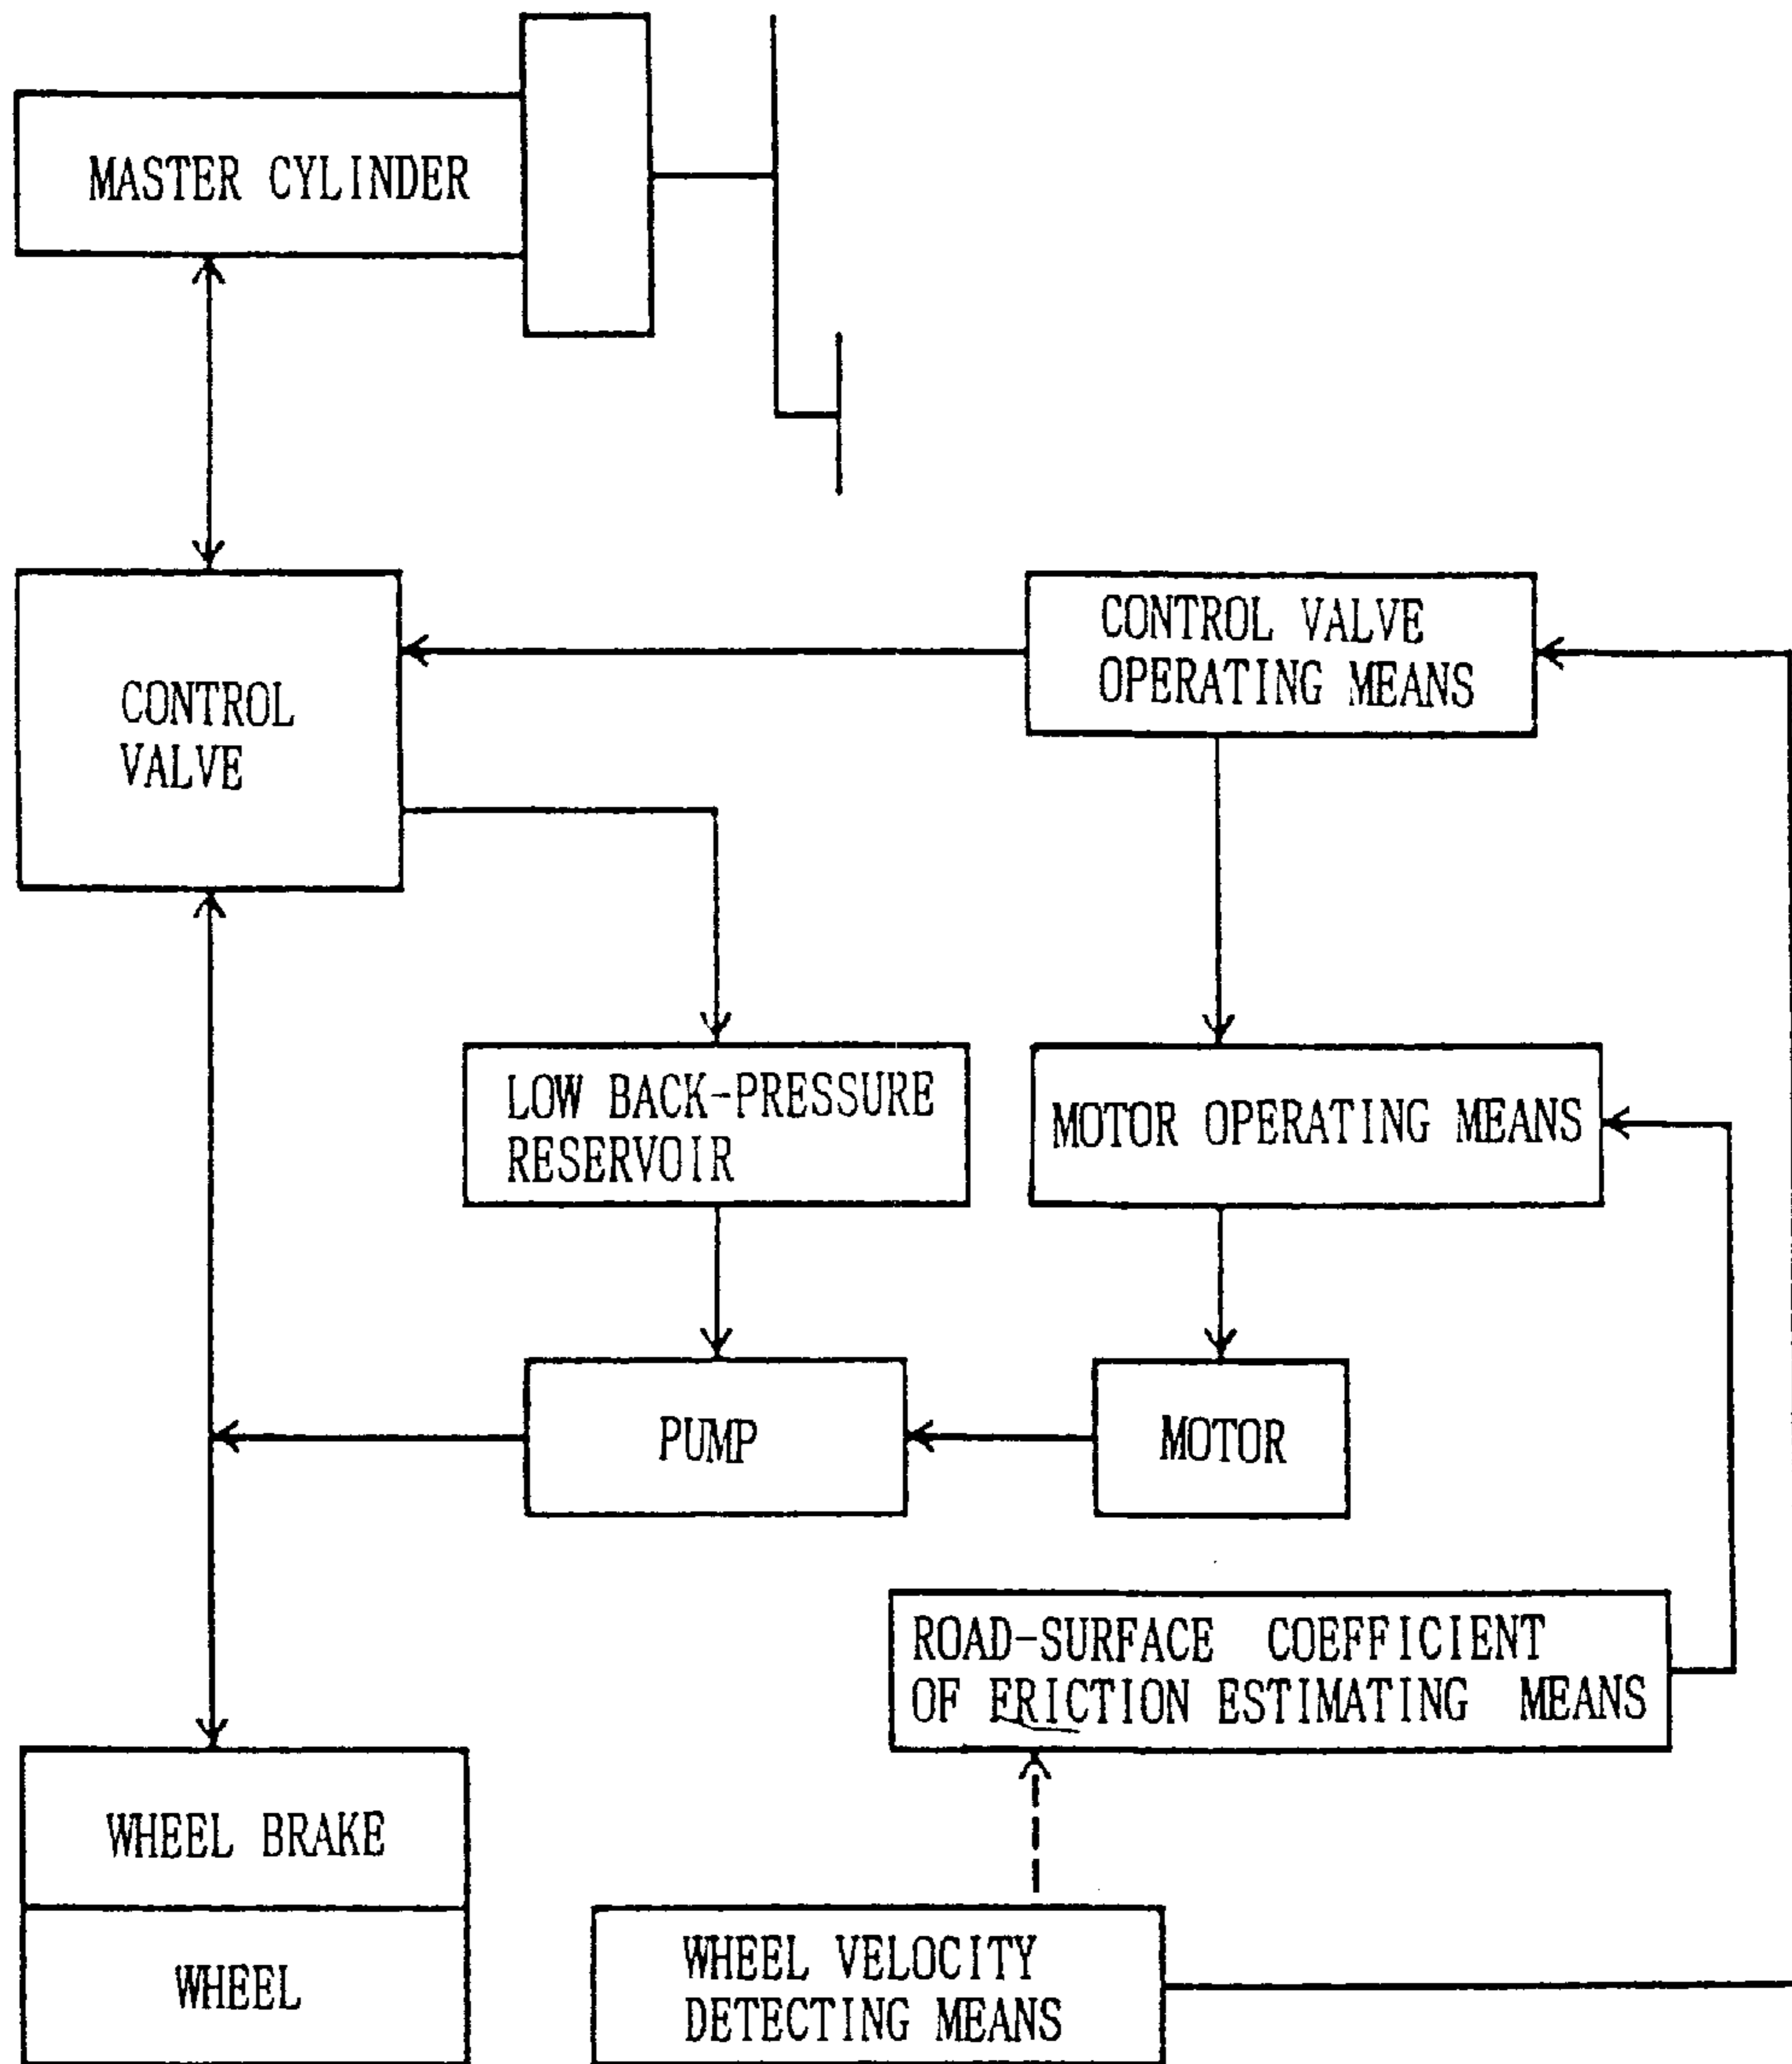 MASTER CYLINDER
CONTROL VALVE
OPERATING MEANS
CONTROL
VALVE
LOW BACK-PRESSURE
RESERVOIR
MOTOR OPERATING MEANS
PUMP
MOTOR
ROAD-SURFACE COEFFICIENT
OF FRICTION ESTIMATING MEANS
WHEEL BRAKE
WHEEL
WHEEL VELOCITY
DETECTING MEANS